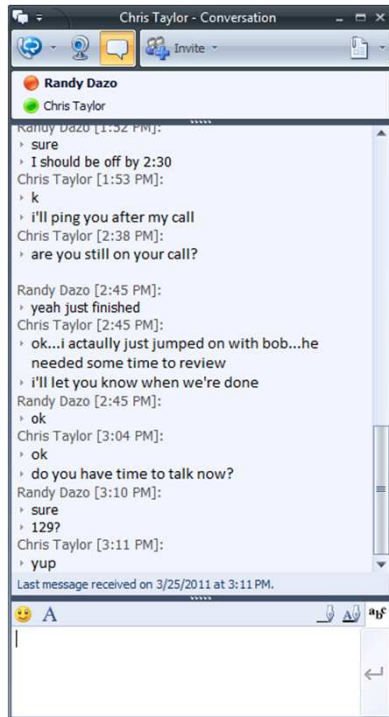 Chris Taylor - Conversation
Invite
Randy Dazo
Chris Taylor
Randy Dazo [1:52 PM]:
sure
I should be off by 2:30
Chris Taylor [1:53 PM]:
k
i'll ping you after my call
Chris Taylor [2:38 PM]:
are you still on your call?
Randy Dazo [2:45 PM]:
yeah just finished
Chris Taylor [2:45 PM]:
ok...i actaully just jumped on with bob...he
needed some time to review
i'll let you know when we're done
Randy Dazo [2:45 PM]:
ok
Chris Taylor [3:04 PM]:
ok
do you have time to talk now?
Randy Dazo [3:10 PM]:
sure
129?
Chris Taylor [3:11 PM]:
yup
Last message received on 3/25/2011 at 3:11 PM.
A A abc